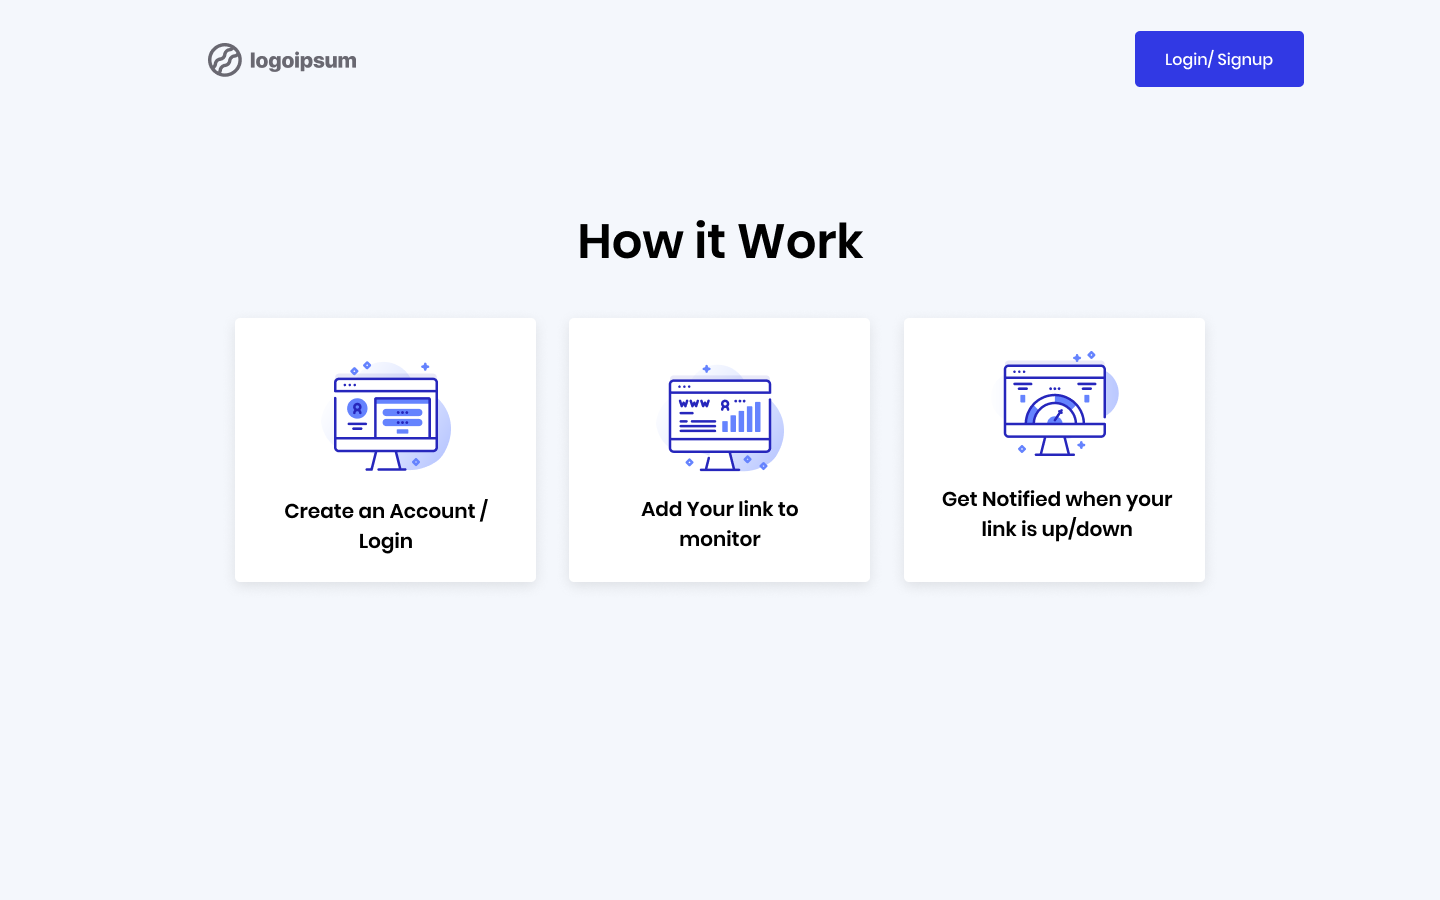 logoipsum
Login/ Signup
How it Work
Create an Account /
Login
WWW
Add Your link to
monitor
Get Notified when your
link is up/down